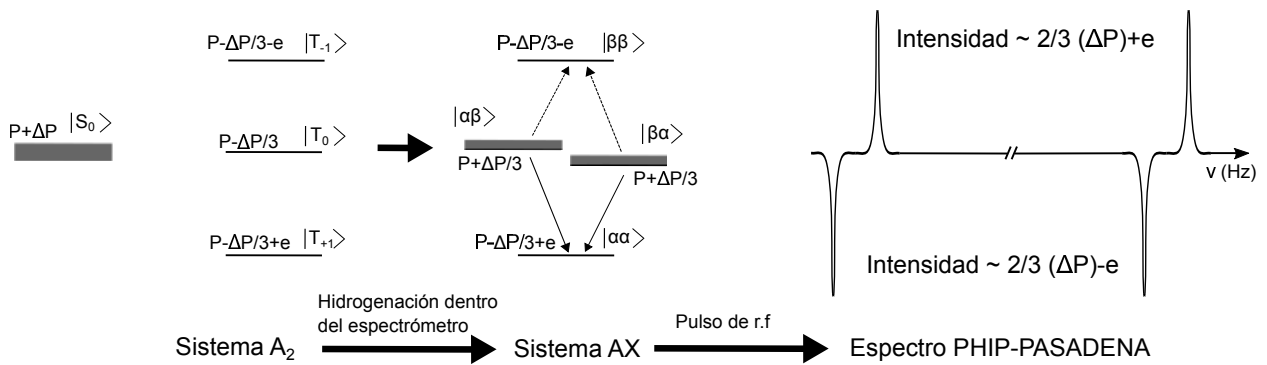 P-ΔP/3-e |T₋₁⟩
P-ΔP/3-e |ββ⟩
Intensidad ~ 2/3 (ΔP)+e
P+ΔP |S₀⟩
P-ΔP/3 |T₀⟩
|αβ⟩
P+ΔP/3
|βα⟩
P+ΔP/3
ν (Hz)
P-ΔP/3+e |T₊₁⟩
P-ΔP/3+e |αα⟩
Intensidad ~ 2/3 (ΔP)-e
Hidrogenación dentro
del espectrómetro
Pulso de r.f
Sistema A₂
Sistema AX
Espectro PHIP-PASADENA